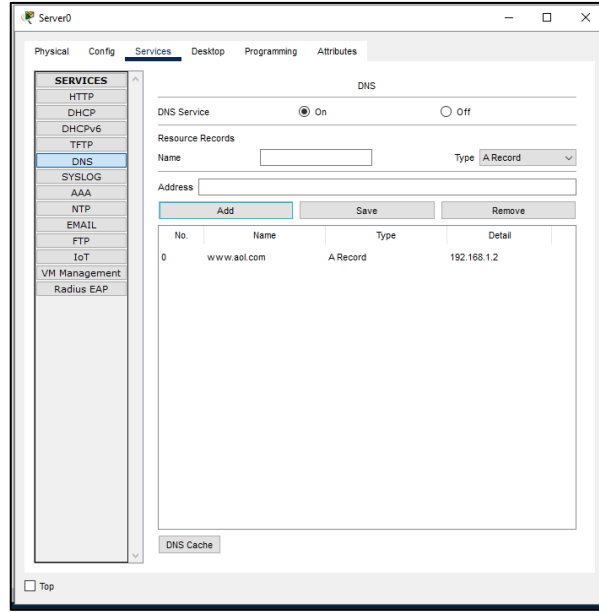 Server0
Physical Config Services Desktop Programming Attributes
SERVICES
HTTP
DHCP
DHCPv6
TFTP
DNS
SYSLOG
AAA
NTP
EMAIL
FTP
IoT
VM Management
Radius EAP
DNS
DNS Service On Off
Resource Records
Name Type A Record
Address
Add Save Remove
No. Name Type Detail
0 www.aol.com A Record 192.168.1.2
DNS Cache
Top